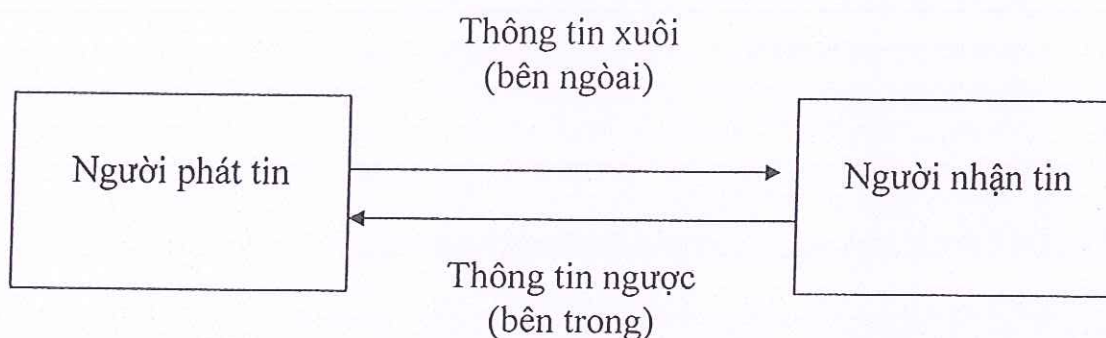 Thông tin xuôi
(bên ngòai)
Người phát tin
Người nhận tin
Thông tin ngược
(bên trong)